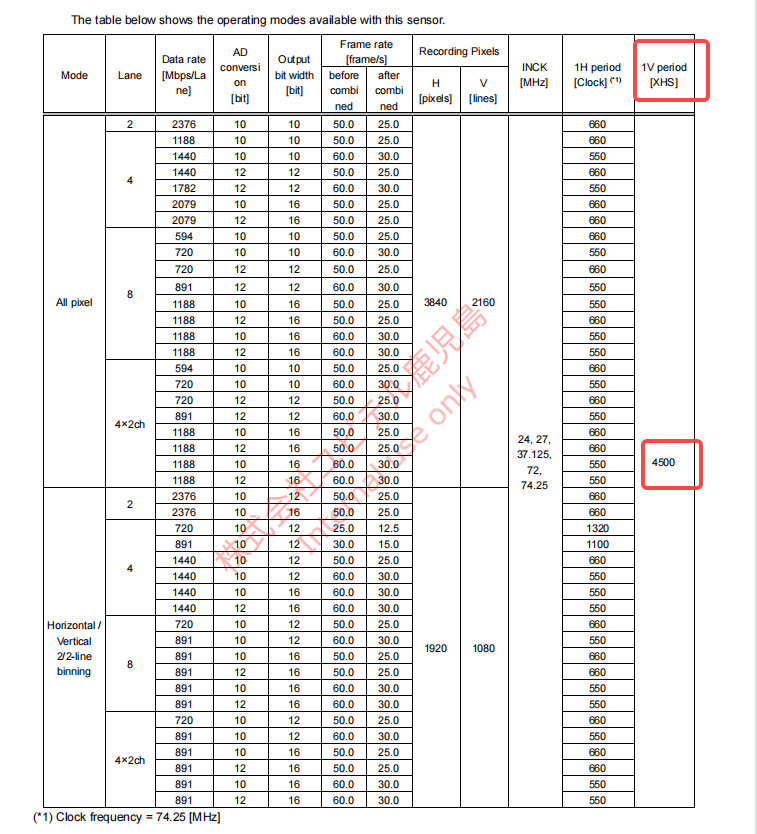 The table below shows the operating modes available with this sensor.
Mode
Lane
Data rate
[Mbps/La
ne]
AD
conversi
on
[bit]
Output
bit width
[bit]
Frame rate
[frame/s]
before
combi
ned
after
combi
ned
Recording Pixels
H
[pixels]
V
[lines]
INCK
[MHz]
1H period
[Clock] (*1)
1V period
[XHS]
All pixel
2
2376 10 10 50.0 25.0 660
4
1188 10 10 50.0 25.0 660
1440 10 10 60.0 30.0 550
1440 12 12 50.0 25.0 660
1782 12 12 60.0 30.0 550
2079 10 16 50.0 25.0 660
2079 12 16 50.0 25.0 660
8
594 10 10 50.0 25.0 660
720 10 10 60.0 30.0 550
720 12 12 50.0 25.0 660
891 12 12 60.0 30.0 550
1188 10 16 50.0 25.0 550
1188 12 16 50.0 25.0 660
1188 10 16 60.0 30.0 550
1188 12 16 60.0 30.0 550
3840 2160
4×2ch
594 10 10 50.0 25.0 660
720 10 10 60.0 30.0 550
720 12 12 50.0 25.0 660
891 12 12 60.0 30.0 550
1188 10 16 50.0 25.0 660
1188 12 16 50.0 25.0 660
1188 10 16 60.0 30.0 550
1188 12 16 60.0 30.0 550
24, 27,
37.125,
72,
74.25
4500
Horizontal /
Vertical
2/2-line
binning
2
2376 10 12 50.0 25.0 660
2376 10 16 50.0 25.0 660
4
720 10 12 25.0 12.5 1320
891 10 12 30.0 15.0 1100
1440 10 12 50.0 25.0 660
1440 10 12 60.0 30.0 550
1440 10 16 60.0 30.0 550
1440 12 16 60.0 30.0 550
8
720 10 12 50.0 25.0 660
891 10 12 60.0 30.0 550
891 10 16 50.0 25.0 660
891 12 16 50.0 25.0 660
891 10 16 60.0 30.0 550
891 12 16 60.0 30.0 550
1920 1080
4×2ch
720 10 12 50.0 25.0 660
891 10 12 60.0 30.0 550
891 10 16 50.0 25.0 660
891 12 16 50.0 25.0 660
891 10 16 60.0 30.0 550
891 12 16 60.0 30.0 550
(*1) Clock frequency = 74.25 [MHz]
株式会社ユピテル鹿児島
Internal use only